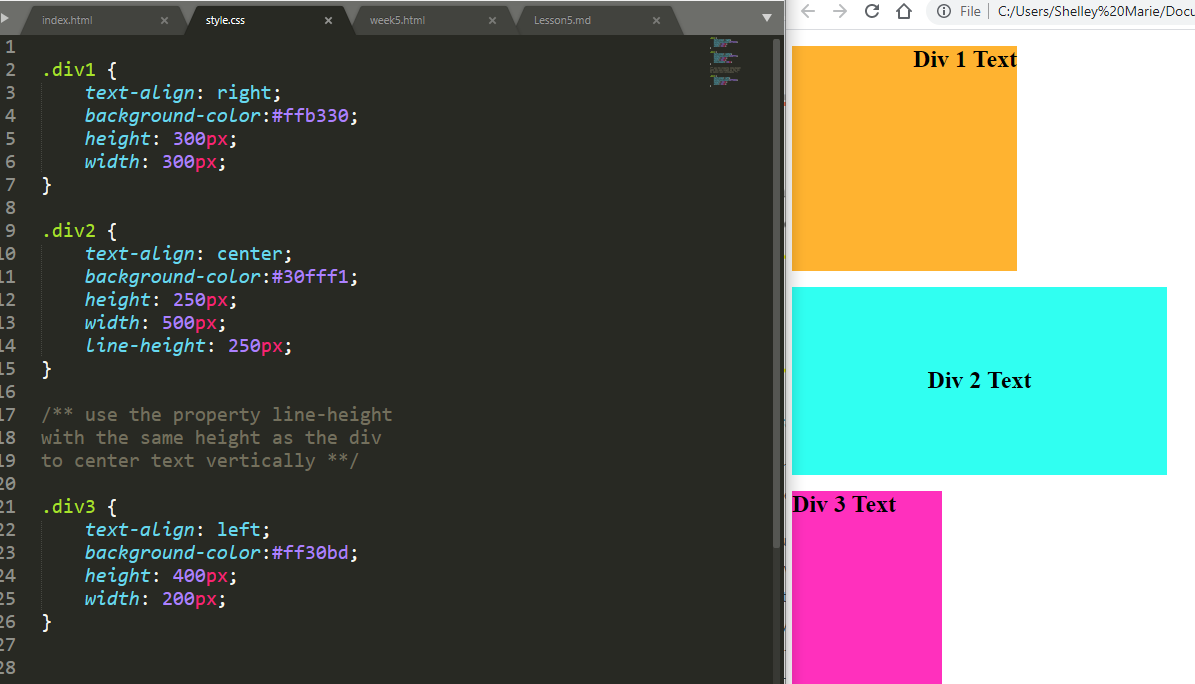 index.html × style.css × week5.html × Lesson5.md ×
1
2 .div1 {
3 text-align: right;
4 background-color:#ffb330;
5 height: 300px;
6 width: 300px;
7 }
8
9 .div2 {
10 text-align: center;
11 background-color:#30fff1;
12 height: 250px;
13 width: 500px;
14 line-height: 250px;
15 }
16
17 /** use the property line-height
18 with the same height as the div
19 to center text vertically **/
20
21 .div3 {
22 text-align: left;
23 background-color:#ff30bd;
24 height: 400px;
25 width: 200px;
26 }
27
28
File | C:/Users/Shelley%20Marie/Docu
Div 1 Text
Div 2 Text
Div 3 Text